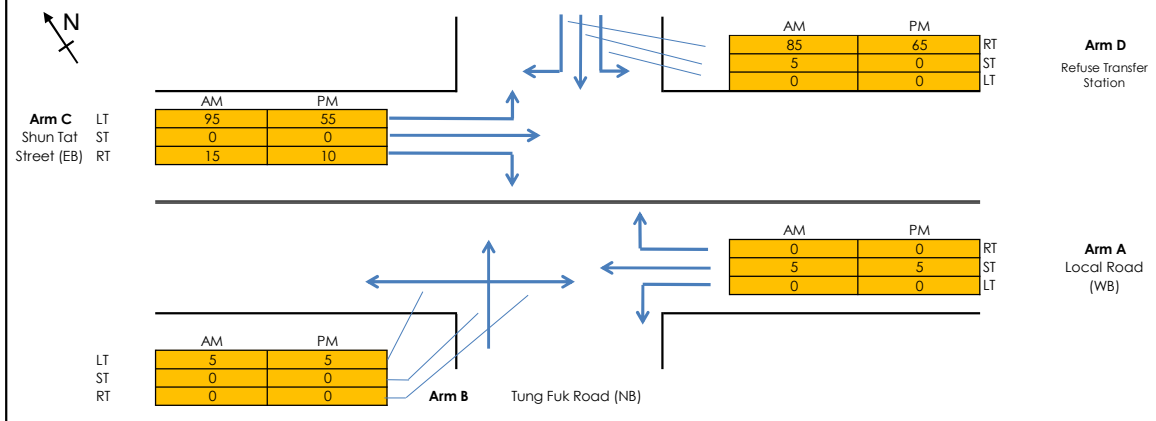 N
AM PM
85 65 RT
5 0 ST
0 0 LT
Arm D
Refuse Transfer
Station
AM PM
Arm C LT 95 55
Shun Tat ST 0 0
Street (EB) RT 15 10
AM PM
0 0 RT
5 5 ST
0 0 LT
Arm A
Local Road
(WB)
AM PM
LT 5 5
ST 0 0
RT 0 0
Arm B Tung Fuk Road (NB)